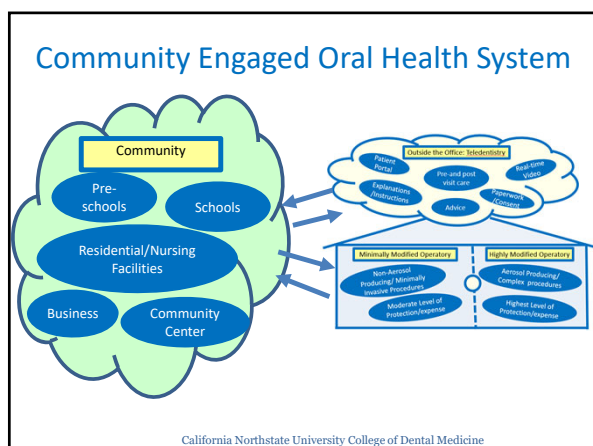 Community Engaged Oral Health System
Community
Pre-
schools
Schools
Residential/Nursing
Facilities
Business
Community
Center
Outside the Office: Teledentistry
Patient
Portal
Pre-and post
visit care
Real-time
Video
Explanations
/Instructions
Advice
Paperwork
/Consent
Minimally Modified Operatory
Non-Aerosol
Producing/ Minimally
Invasive Procedures
Moderate Level of
Protection/expense
Highly Modified Operatory
Aerosol Producing/
Complex procedures
Highest Level of
Protection/expense
California Northstate University College of Dental Medicine